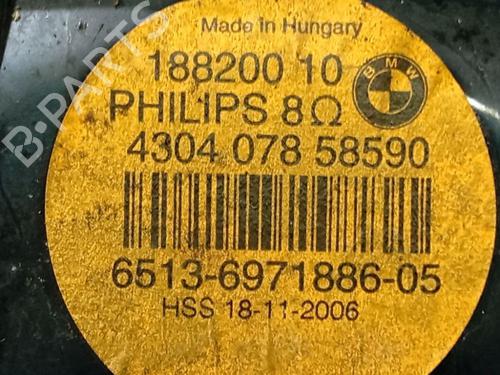 Made in Hungary
188200 10
BMW
PHILIPS 8Ω
4304 078 58590
6513-6971886-05
HSS 18-11-2006
B-PARTS